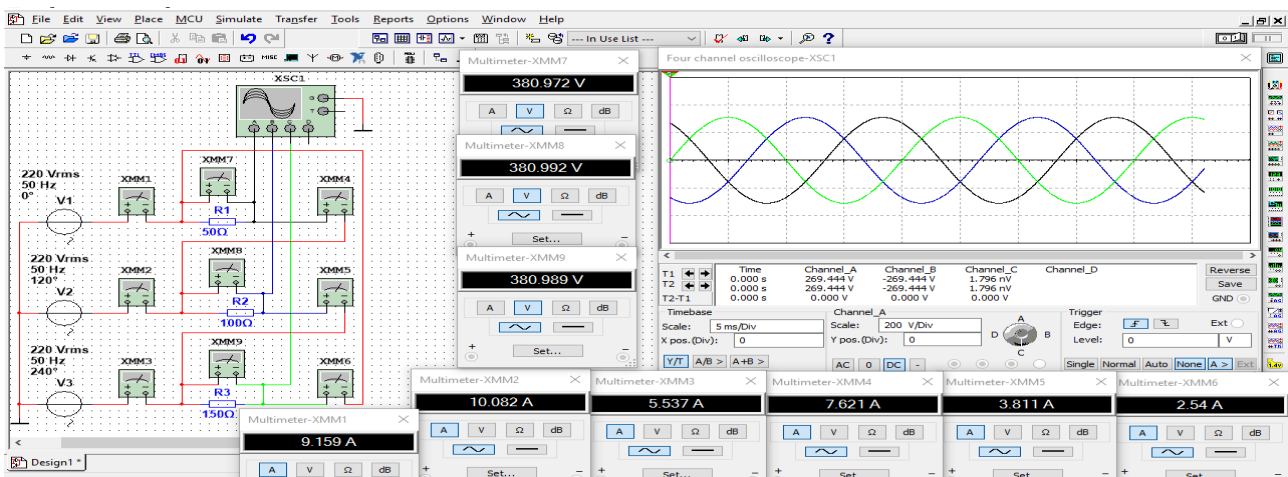 File Edit View Place MCU Simulate Transfer Tools Reports Options Window Help
--- In Use List ---
Multimeter-XMM7
380.972 V
A V Ω dB
Multimeter-XMM8
380.992 V
A V Ω dB
+ Set... −
Multimeter-XMM9
380.989 V
A V Ω dB
+ Set... −
XSC1
G
T
A B C D
220 Vrms
50 Hz
0°
V1
XMM1
XMM7
R1
50Ω
XMM4
220 Vrms
50 Hz
120°
V2
XMM2
XMM8
R2
100Ω
XMM5
220 Vrms
50 Hz
240°
V3
XMM3
XMM9
R3
150Ω
XMM6
Design1 *
Four channel oscilloscope-XSC1
Time Channel_A Channel_B Channel_C Channel_D
T1 0.000 s 269.444 V -269.444 V 1.796 nV
T2 0.000 s 269.444 V -269.444 V 1.796 nV
T2-T1 0.000 s 0.000 V 0.000 V 0.000 V
Reverse
Save
GND
Timebase
Scale: 5 ms/Div
X pos.(Div): 0
Y/T A/B > A+B >
Channel_A
Scale: 200 V/Div
Y pos.(Div): 0
AC 0 DC -
A
D B
C
Trigger
Edge: Ext
Level: 0 V
Single Normal Auto None A > Ext
Multimeter-XMM1
9.159 A
A V Ω dB
Multimeter-XMM2
10.082 A
A V Ω dB
+ Set... −
Multimeter-XMM3
5.537 A
A V Ω dB
+ Set... −
Multimeter-XMM4
7.621 A
A V Ω dB
+ Set −
Multimeter-XMM5
3.811 A
A V Ω dB
+ Set −
Multimeter-XMM6
2.54 A
A V Ω dB
+ Set −